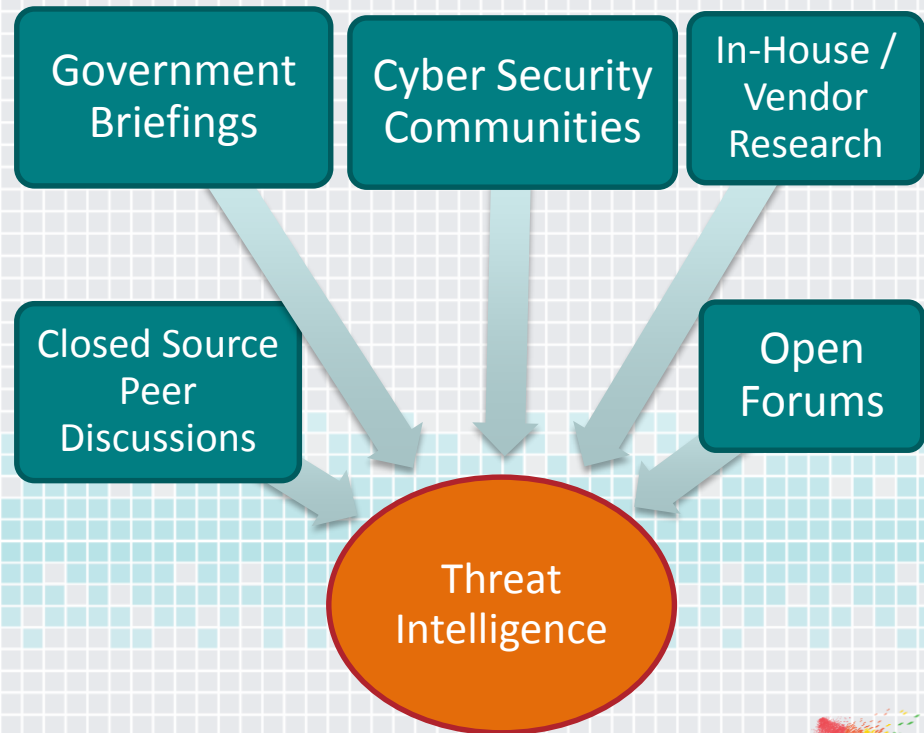 Government
Briefings
Cyber Security
Communities
In-House /
Vendor
Research
Closed Source
Peer
Discussions
Open
Forums
Threat
Intelligence